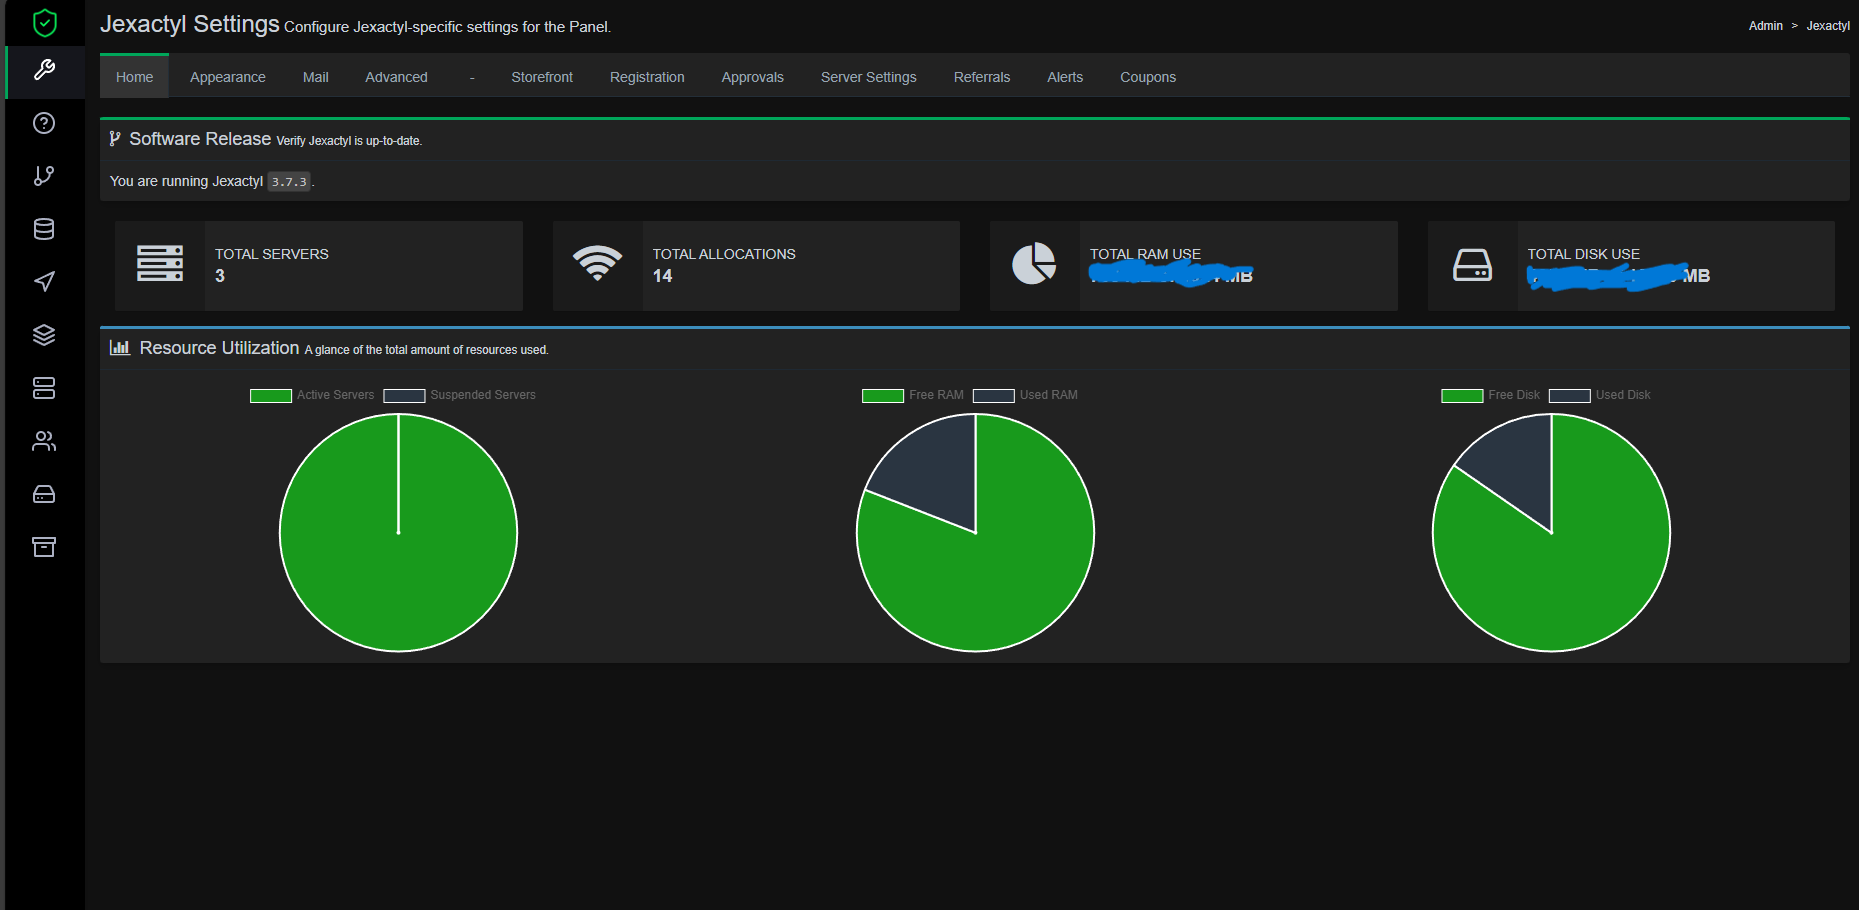 Jexactyl Settings Configure Jexactyl-specific settings for the Panel.
Admin > Jexactyl
Home Appearance Mail Advanced - Storefront Registration Approvals Server Settings Referrals Alerts Coupons
Software Release Verify Jexactyl is up-to-date.
You are running Jexactyl 3.7.3.
TOTAL SERVERS
3
TOTAL ALLOCATIONS
14
TOTAL RAM USE
MB
TOTAL DISK USE
MB
Resource Utilization A glance of the total amount of resources used.
Active Servers Suspended Servers
Free RAM Used RAM
Free Disk Used Disk